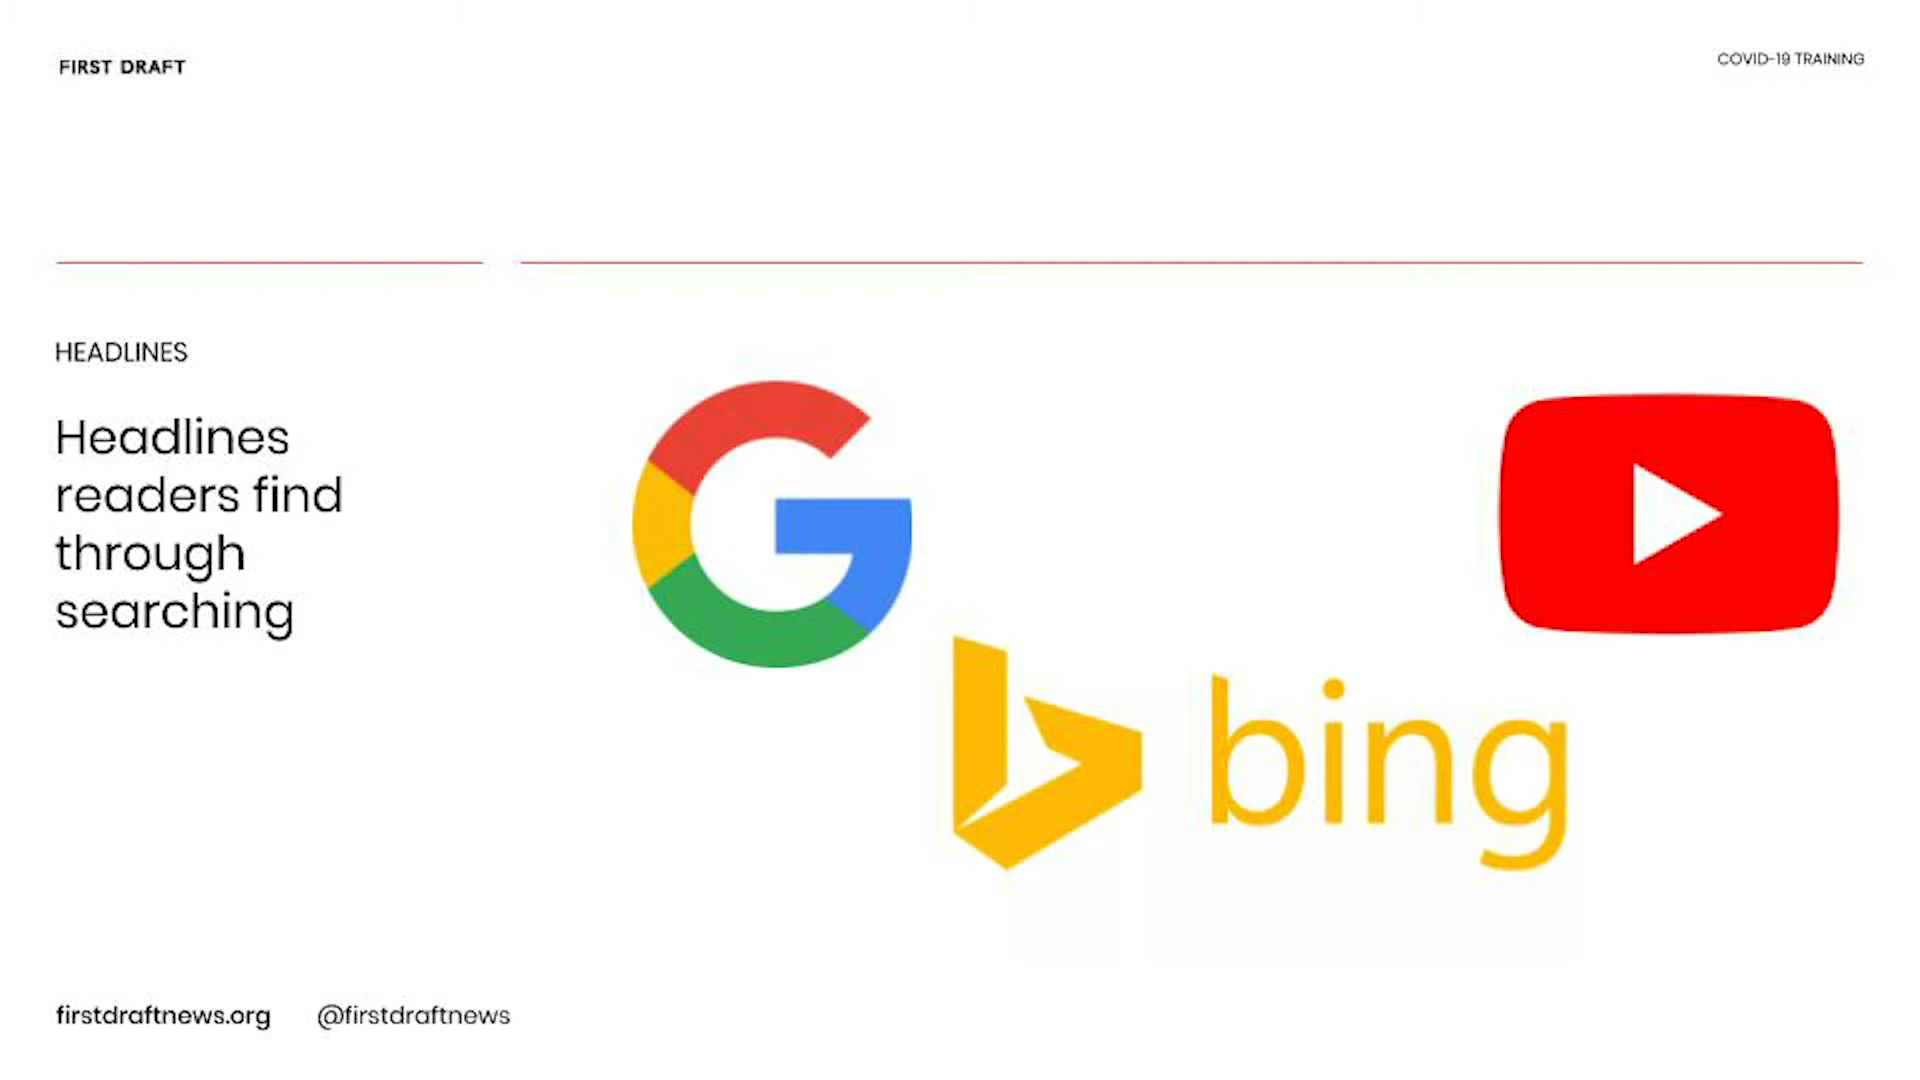 FIRST DRAFT
COVID-19 TRAINING
HEADLINES
Headlines
readers find
through
searching
bing
firstdraftnews.org
@firstdraftnews